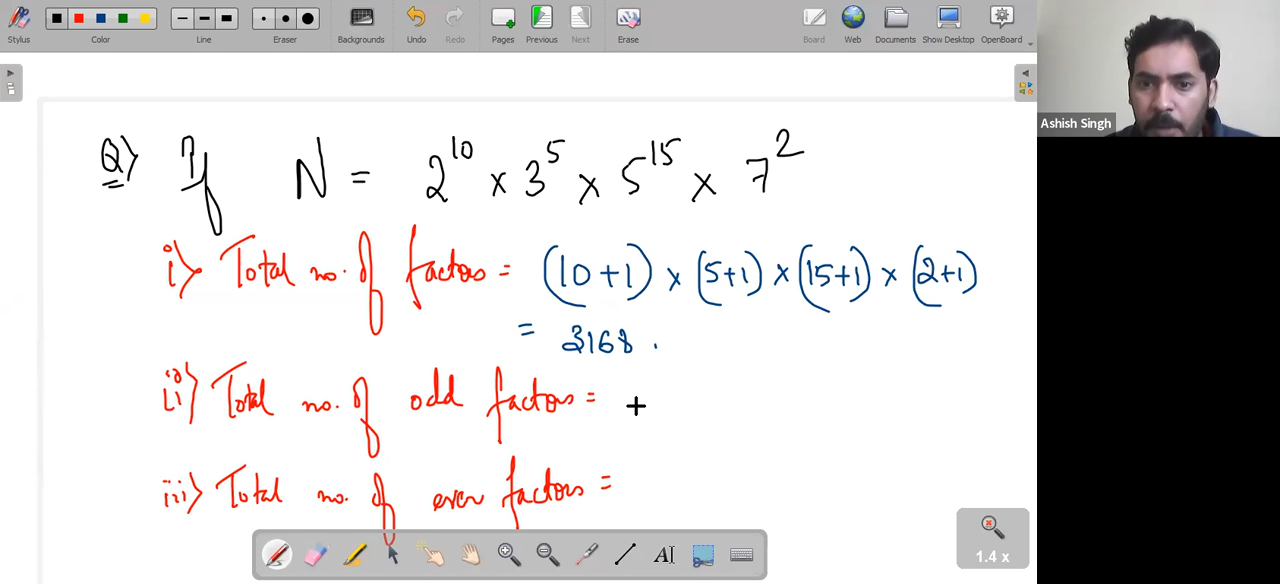 Stylus Color Line Eraser Backgrounds Undo Redo Pages Previous Next Erase Board Web Documents Show Desktop OpenBoard
Ashish Singh
Q) If N = 2^10 × 3^5 × 5^15 × 7^2
i) Total no. of factors = (10+1) × (5+1) × (15+1) × (2+1)
= 3168.
ii) Total no. of odd factors =
iii) Total no. of even factors =
1.4 x